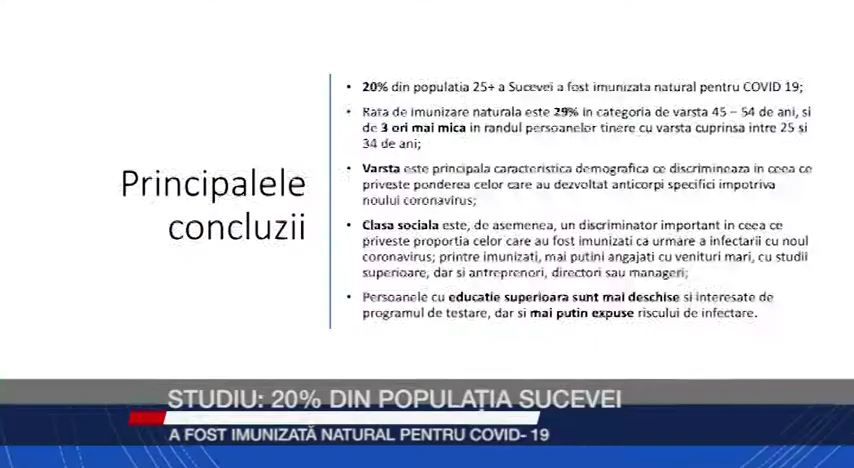 Principalele
concluzii
• 20% din populatia 25+ a Sucevei a fost imunizata natural pentru COVID 19;
• Rata de imunizare naturala este 29% in categoria de varsta 45 – 54 de ani, si
de 3 ori mai mica in randul persoanelor tinere cu varsta cuprinsa intre 25 si
34 de ani;
• Varsta este principala caracteristica demografica ce discrimineaza in ceea ce
priveste ponderea celor care au dezvoltat anticorpi specifici impotriva
noului coronavirus;
• Clasa sociala este, de asemenea, un discriminator important in ceea ce
priveste proportia celor care au fost imunizati ca urmare a infectarii cu noul
coronavirus; printre imunizati, mai putini angajati cu venituri mari, cu studii
superioare, dar si antreprenori, directori sau manageri;
• Persoanele cu educatie superioara sunt mai deschise si interesate de
programul de testare, dar si mai putin expuse riscului de infectare.
STUDIU: 20% DIN POPULAȚIA SUCEVEI
A FOST IMUNIZATĂ NATURAL PENTRU COVID- 19